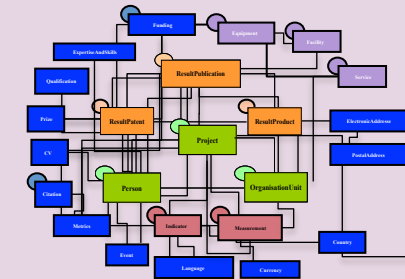 Funding
Equipment
Facility
ExpertiseAndSkills
Qualification
ResultPublication
Service
Prize
ResultPatent
ResultProduct
ElectronicAddress
Project
CV
PostalAddress
Person
OrganisationUnit
Citation
Metrics
Indicator
Measurement
Country
Event
Language
Currency